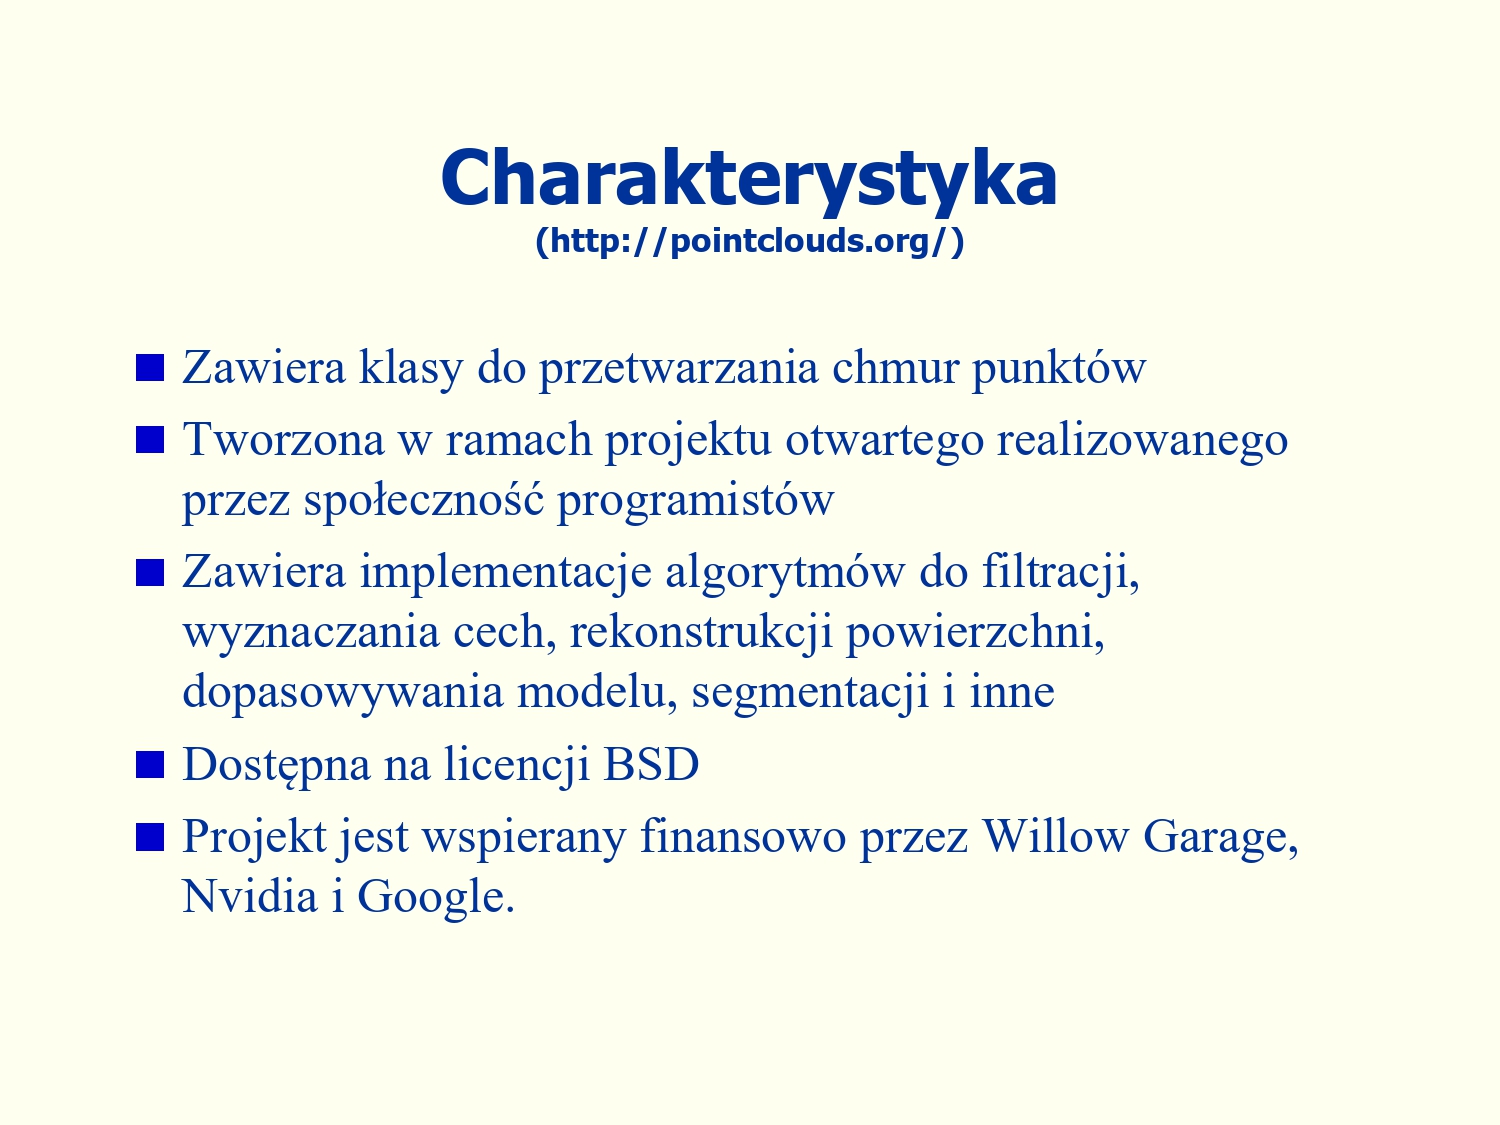 Charakterystyka
(http://pointclouds.org/)
Zawiera klasy do przetwarzania chmur punktów
Tworzona w ramach projektu otwartego realizowanego
przez społeczność programistów
Zawiera implementacje algorytmów do filtracji,
wyznaczania cech, rekonstrukcji powierzchni,
dopasowywania modelu, segmentacji i inne
Dostępna na licencji BSD
Projekt jest wspierany finansowo przez Willow Garage,
Nvidia i Google.